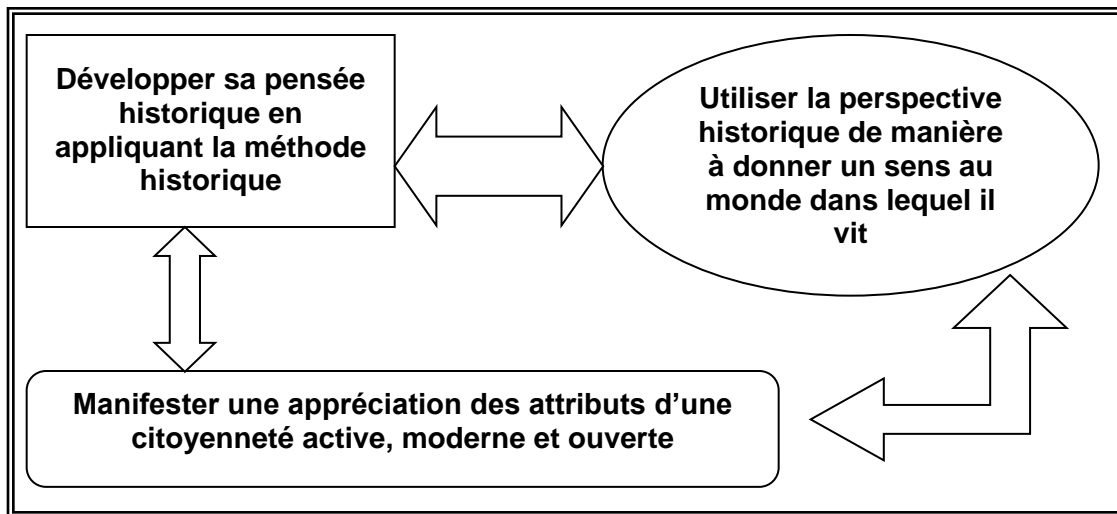 Développer sa pensée
historique en
appliquant la méthode
historique
Utiliser la perspective
historique de manière
à donner un sens au
monde dans lequel il
vit
Manifester une appréciation des attributs d’une
citoyenneté active, moderne et ouverte